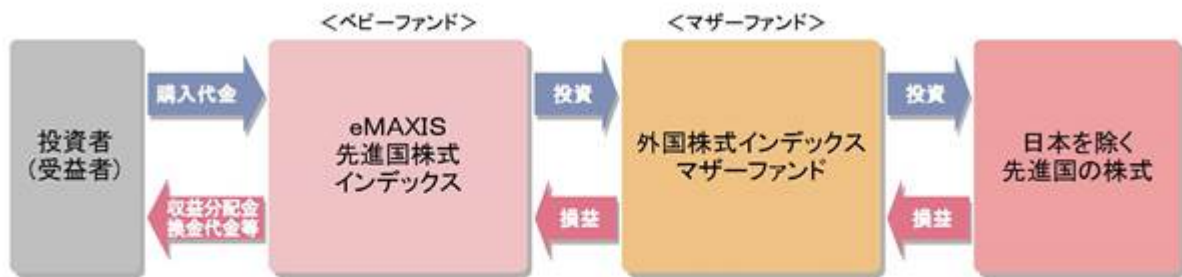 <ベビーファンド>
<マザーファンド>
投資者
(受益者)
購入代金
収益分配金
換金代金等
eMAXIS
先進国株式
インデックス
投資
損益
外国株式インデックス
マザーファンド
投資
損益
日本を除く
先進国の株式